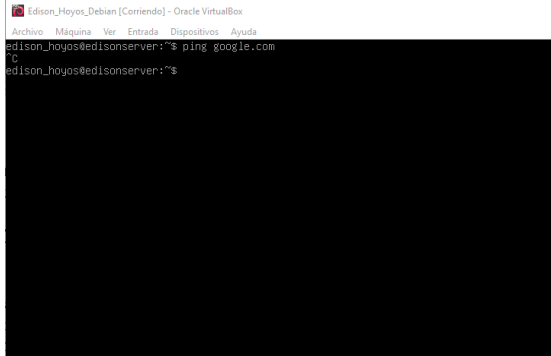 Edison_Hoyos_Debian [Corriendo] - Oracle VirtualBox
Archivo Máquina Ver Entrada Dispositivos Ayuda
edison_hoyos@edisonserver:~$ ping google.com
^C
edison_hoyos@edisonserver:~$